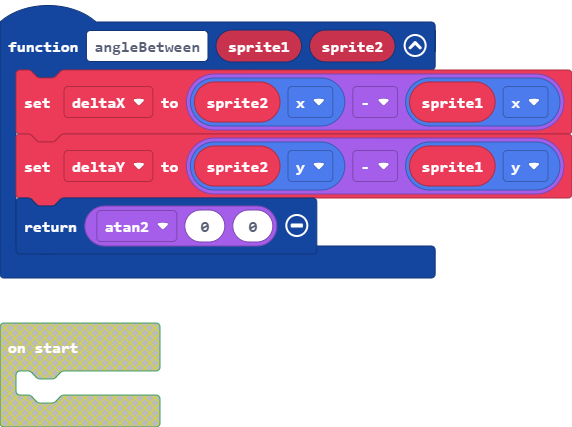 function angleBetween sprite1 sprite2
set deltaX to sprite2 x - sprite1 x
set deltaY to sprite2 y - sprite1 y
return atan2 0 0
on start